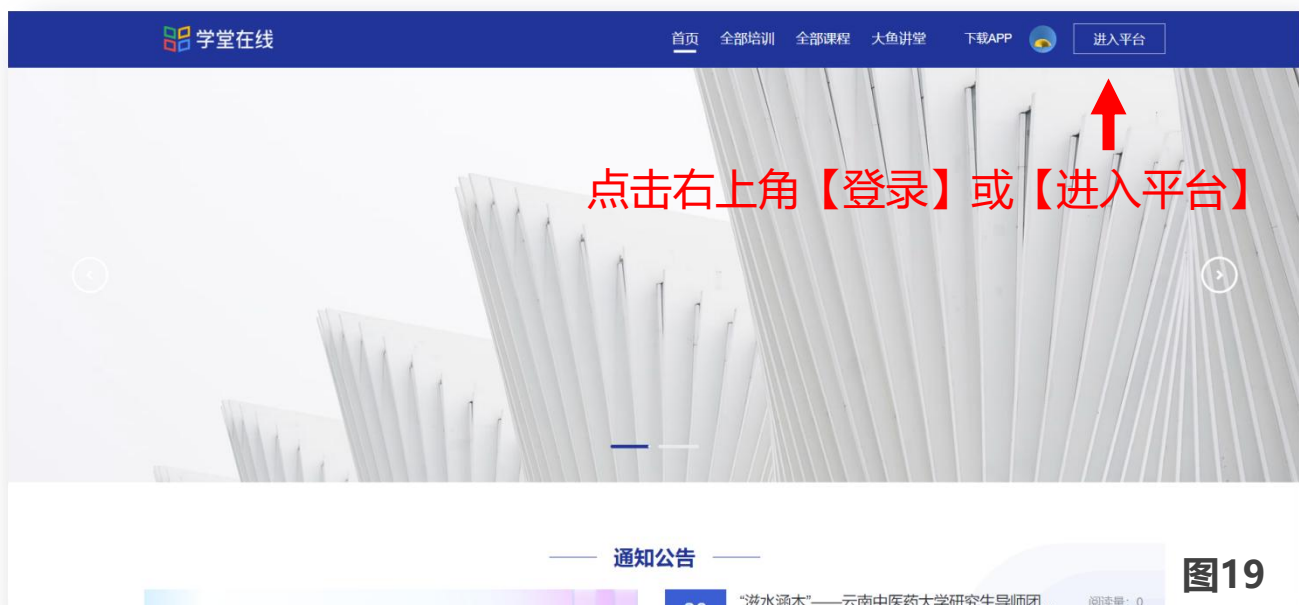 学堂在线
首页 全部培训 全部课程 大鱼讲堂 下载APP 进入平台
点击右上角【登录】或【进入平台】
通知公告
图19
“滋水涵木”——云南中医药大学研究生导师团
阅读量：0